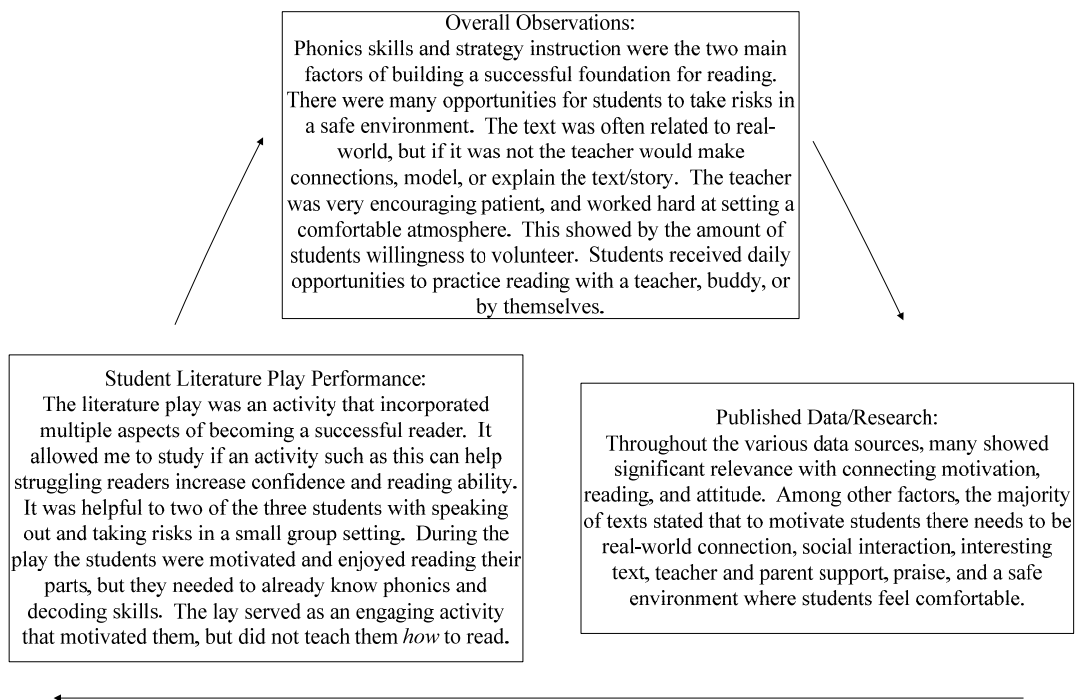 Overall Observations:
Phonics skills and strategy instruction were the two main
factors of building a successful foundation for reading.
There were many opportunities for students to take risks in
a safe environment. The text was often related to real-
world, but if it was not the teacher would make
connections, model, or explain the text/story. The teacher
was very encouraging patient, and worked hard at setting a
comfortable atmosphere. This showed by the amount of
students willingness to volunteer. Students received daily
opportunities to practice reading with a teacher, buddy, or
by themselves.
Student Literature Play Performance:
The literature play was an activity that incorporated
multiple aspects of becoming a successful reader. It
allowed me to study if an activity such as this can help
struggling readers increase confidence and reading ability.
It was helpful to two of the three students with speaking
out and taking risks in a small group setting. During the
play the students were motivated and enjoyed reading their
parts, but they needed to already know phonics and
decoding skills. The lay served as an engaging activity
that motivated them, but did not teach them how to read.
Published Data/Research:
Throughout the various data sources, many showed
significant relevance with connecting motivation,
reading, and attitude. Among other factors, the majority
of texts stated that to motivate students there needs to be
real-world connection, social interaction, interesting
text, teacher and parent support, praise, and a safe
environment where students feel comfortable.